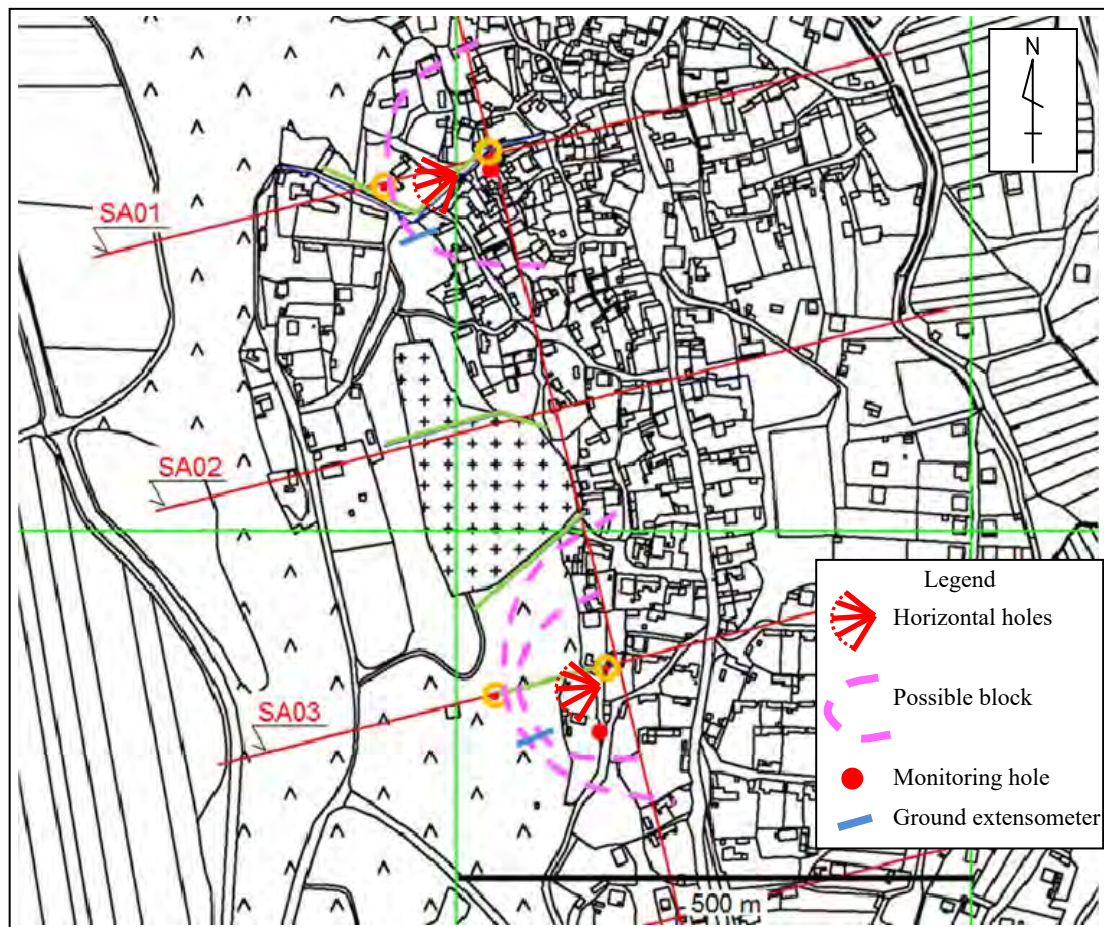 N
SA01
SA02
SA03
Legend
Horizontal holes
Possible block
Monitoring hole
Ground extensometer
500 m